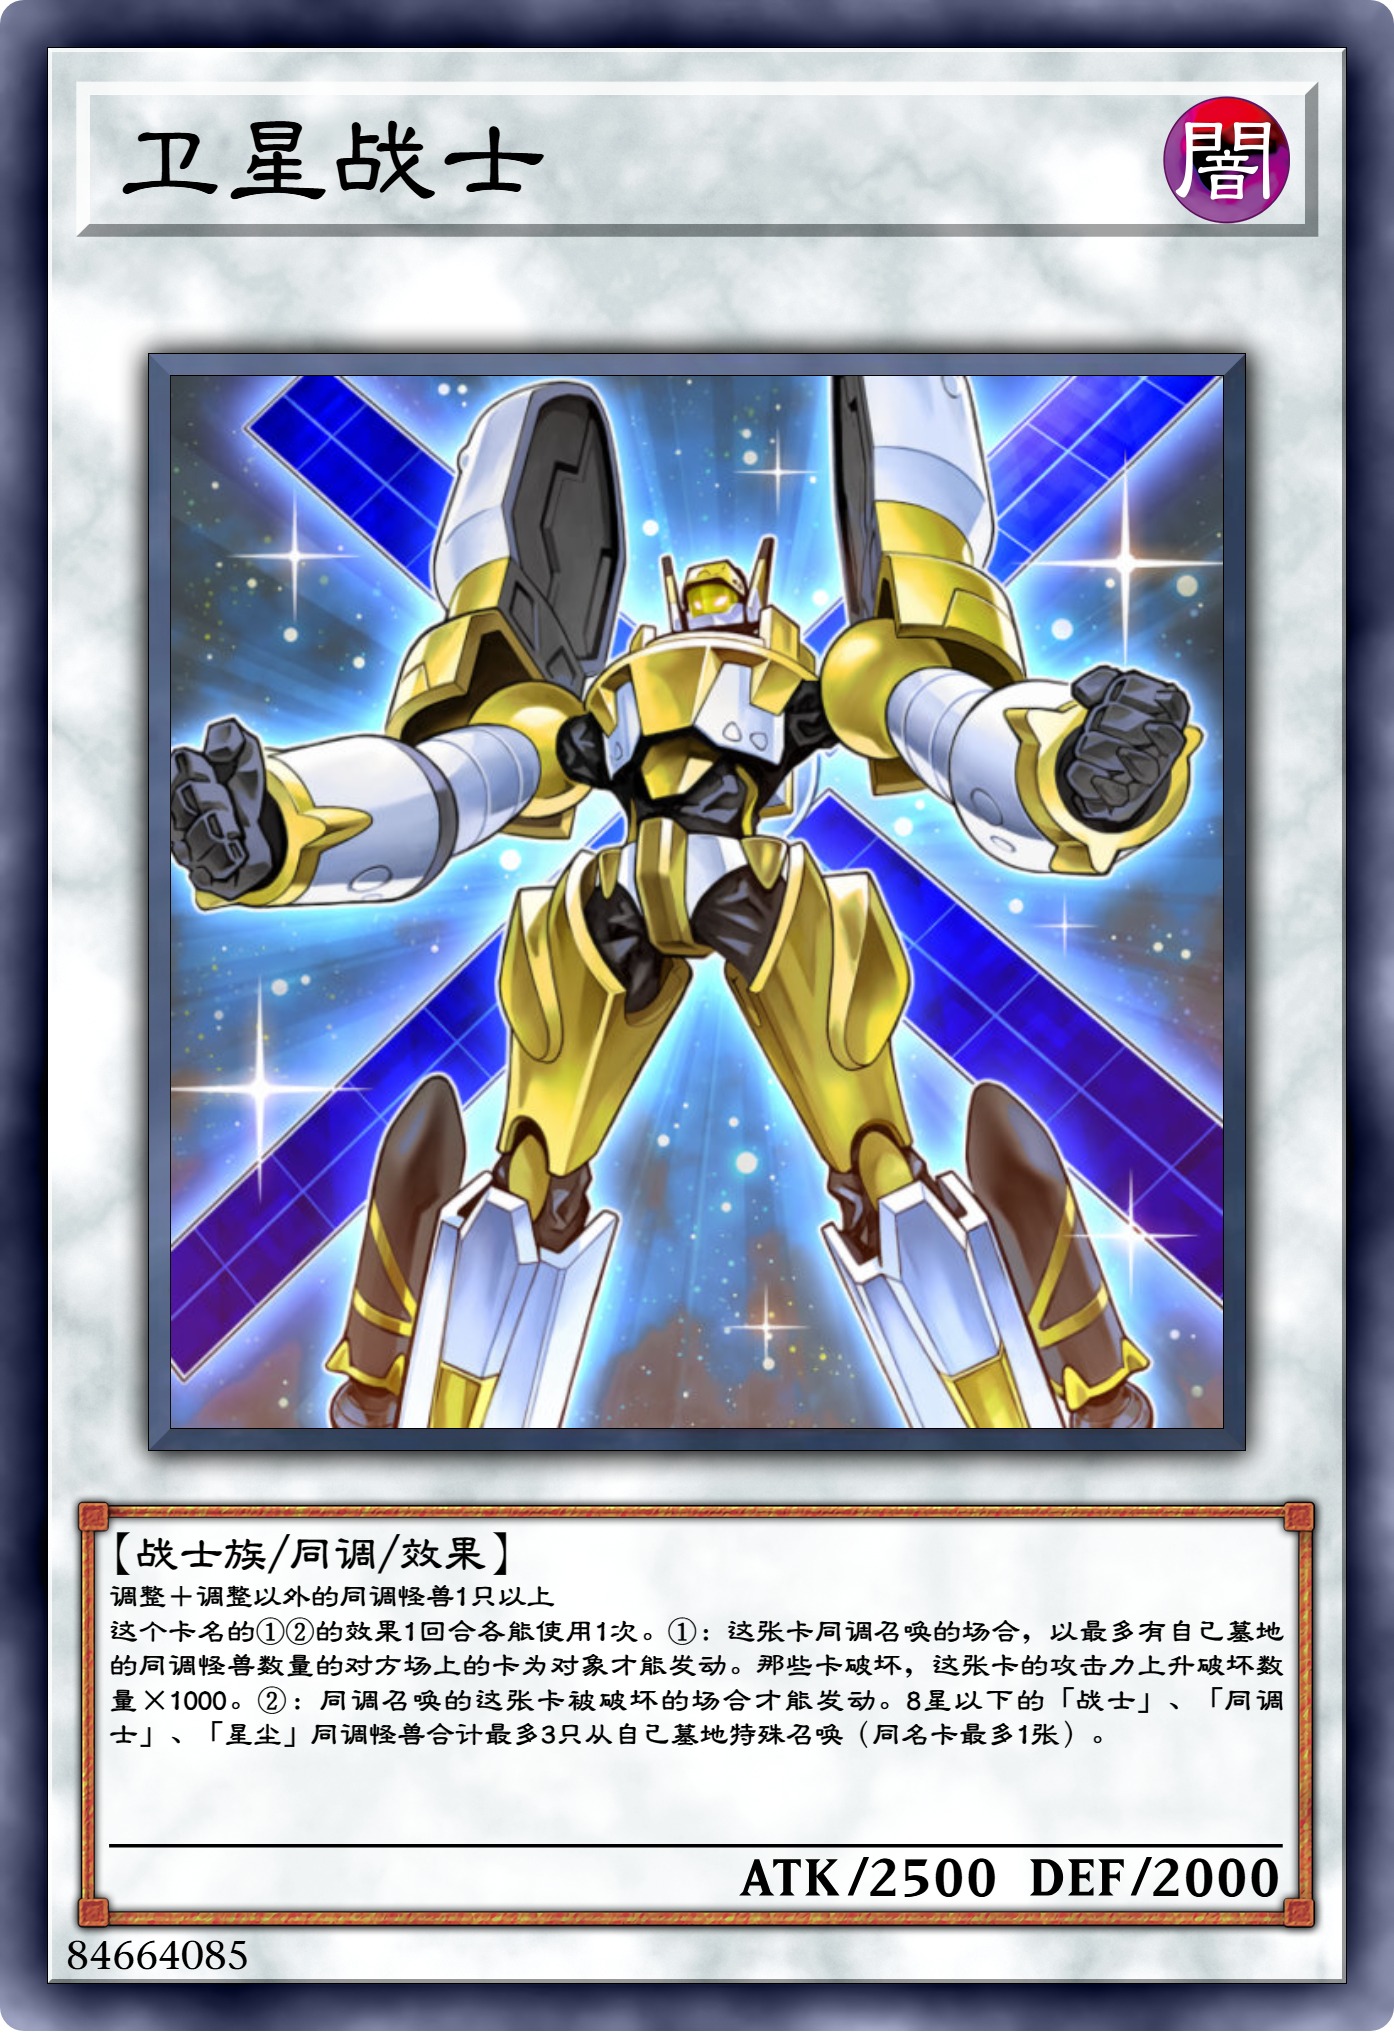 卫星战士
闇
【战士族/同调/效果】
调整＋调整以外的同调怪兽1只以上
这个卡名的①②的效果1回合各能使用1次。①：这张卡同调召唤的场合，以最多有自己墓地
的同调怪兽数量的对方场上的卡为对象才能发动。那些卡破坏，这张卡的攻击力上升破坏数
量×1000。②：同调召唤的这张卡被破坏的场合才能发动。8星以下的「战士」、「同调
士」、「星尘」同调怪兽合计最多3只从自己墓地特殊召唤（同名卡最多1张）。
ATK/2500 DEF/2000
84664085